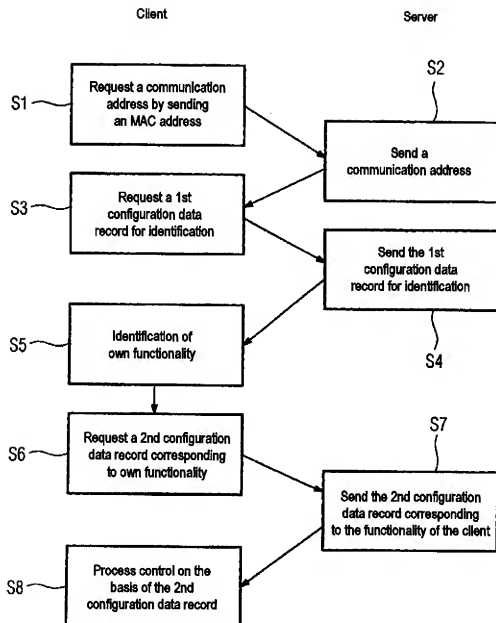 Client
Server
S1
Request a communication
address by sending
an MAC address
S2
Send a
communication address
S3
Request a 1st
configuration data
record for identification
Send the 1st
configuration data
record for identification
S4
S5
Identification of
own functionality
S6
Request a 2nd configuration
data record corresponding
to own functionality
S7
Send the 2nd configuration
data record corresponding
to the functionality of the client
S8
Process control on the
basis of the 2nd
configuration data record